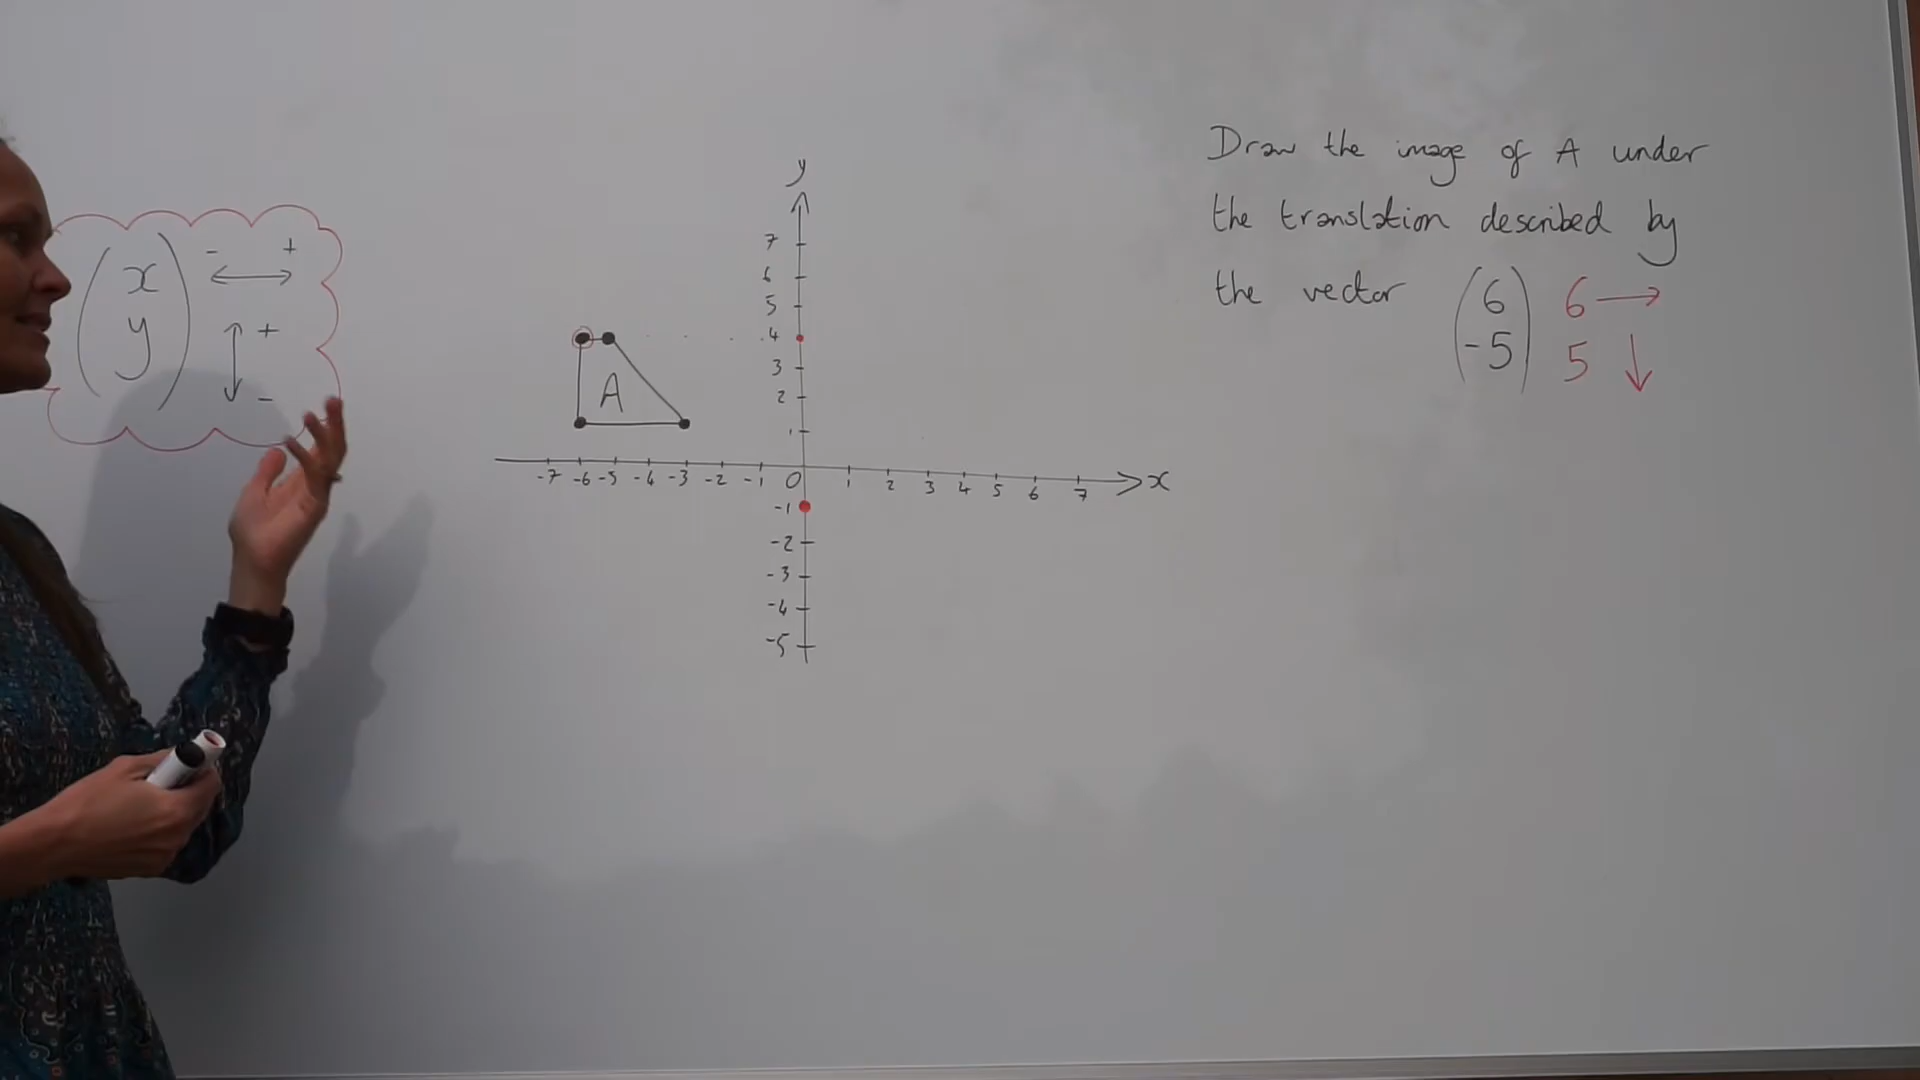 Draw the image of A under
the translation described by
the vector (6 -5) 6 → 5 ↓
(x y) - + + -
y
7
6
5
4
3
2
1
A
-7 -6 -5 -4 -3 -2 -1 0 1 2 3 4 5 6 7 x
-1
-2
-3
-4
-5